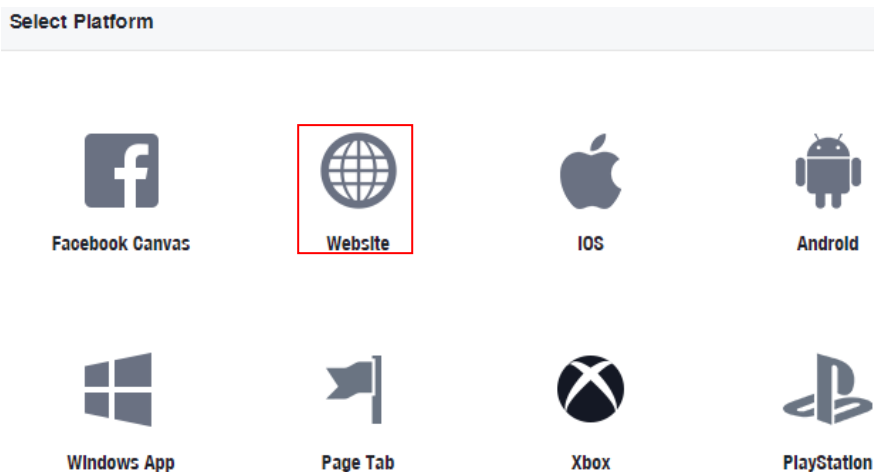 Select Platform
Facebook Canvas
Website
IOS
Android
Windows App
Page Tab
Xbox
PlayStation